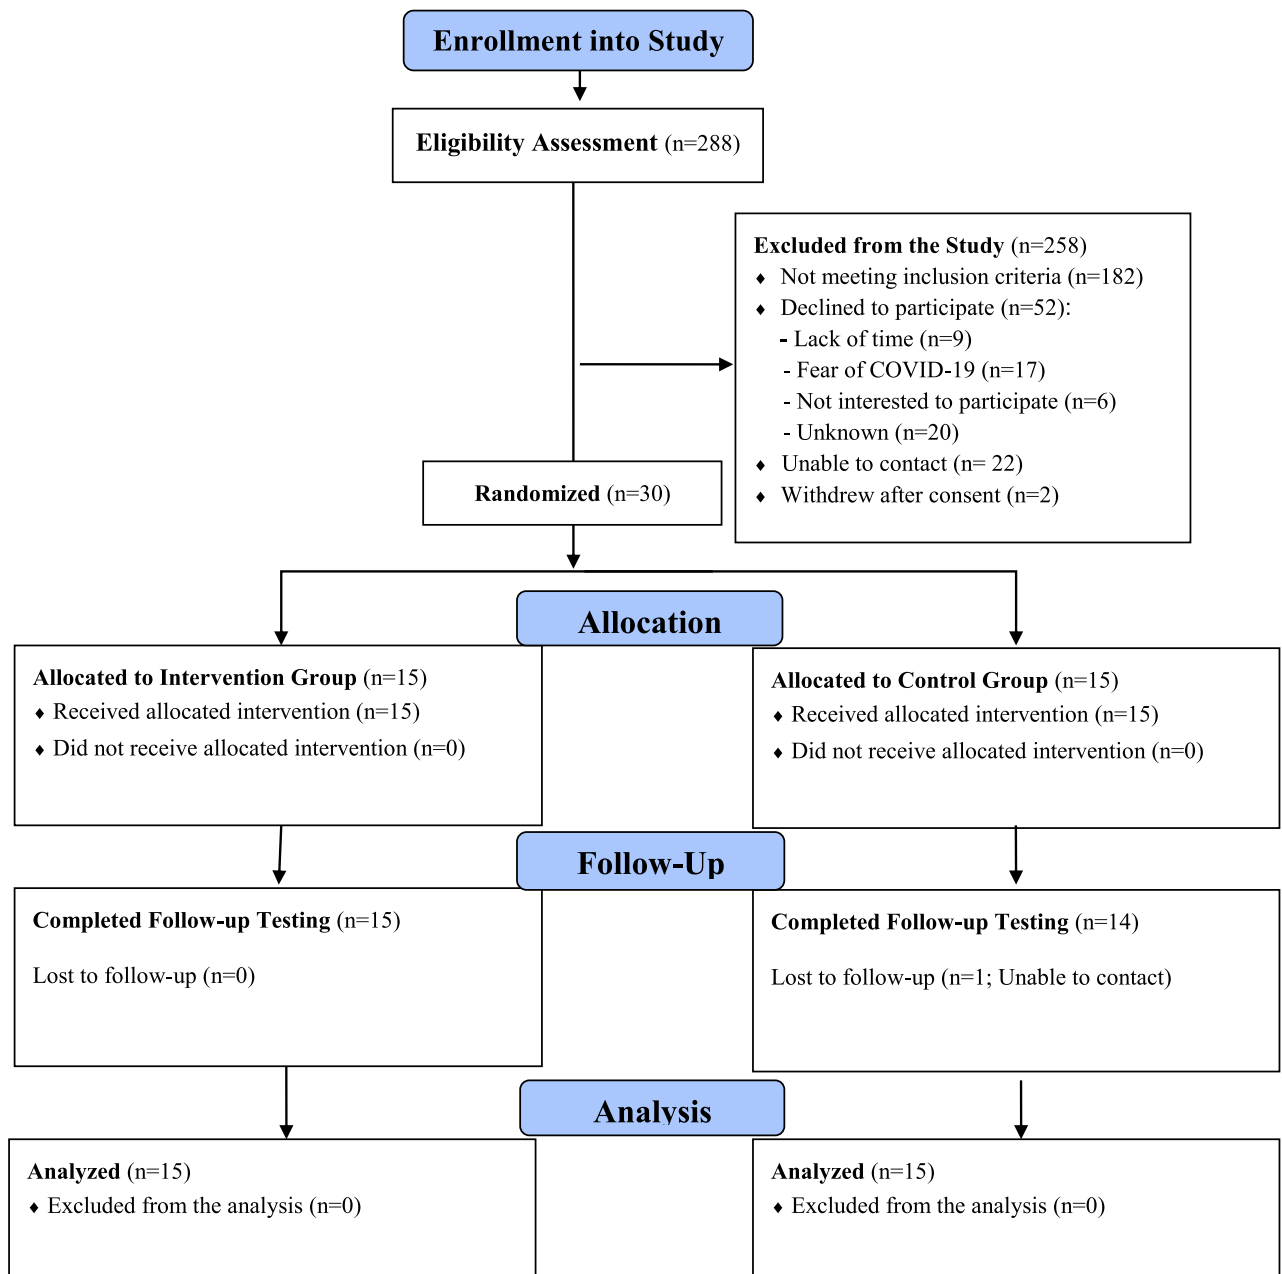 Enrollment into Study
Eligibility Assessment (n=288)
Excluded from the Study (n=258)
♦ Not meeting inclusion criteria (n=182)
♦ Declined to participate (n=52):
- Lack of time (n=9)
- Fear of COVID-19 (n=17)
- Not interested to participate (n=6)
- Unknown (n=20)
♦ Unable to contact (n= 22)
♦ Withdrew after consent (n=2)
Randomized (n=30)
Allocation
Allocated to Intervention Group (n=15)
♦ Received allocated intervention (n=15)
♦ Did not receive allocated intervention (n=0)
Allocated to Control Group (n=15)
♦ Received allocated intervention (n=15)
♦ Did not receive allocated intervention (n=0)
Follow-Up
Completed Follow-up Testing (n=15)
Lost to follow-up (n=0)
Completed Follow-up Testing (n=14)
Lost to follow-up (n=1; Unable to contact)
Analysis
Analyzed (n=15)
♦ Excluded from the analysis (n=0)
Analyzed (n=15)
♦ Excluded from the analysis (n=0)